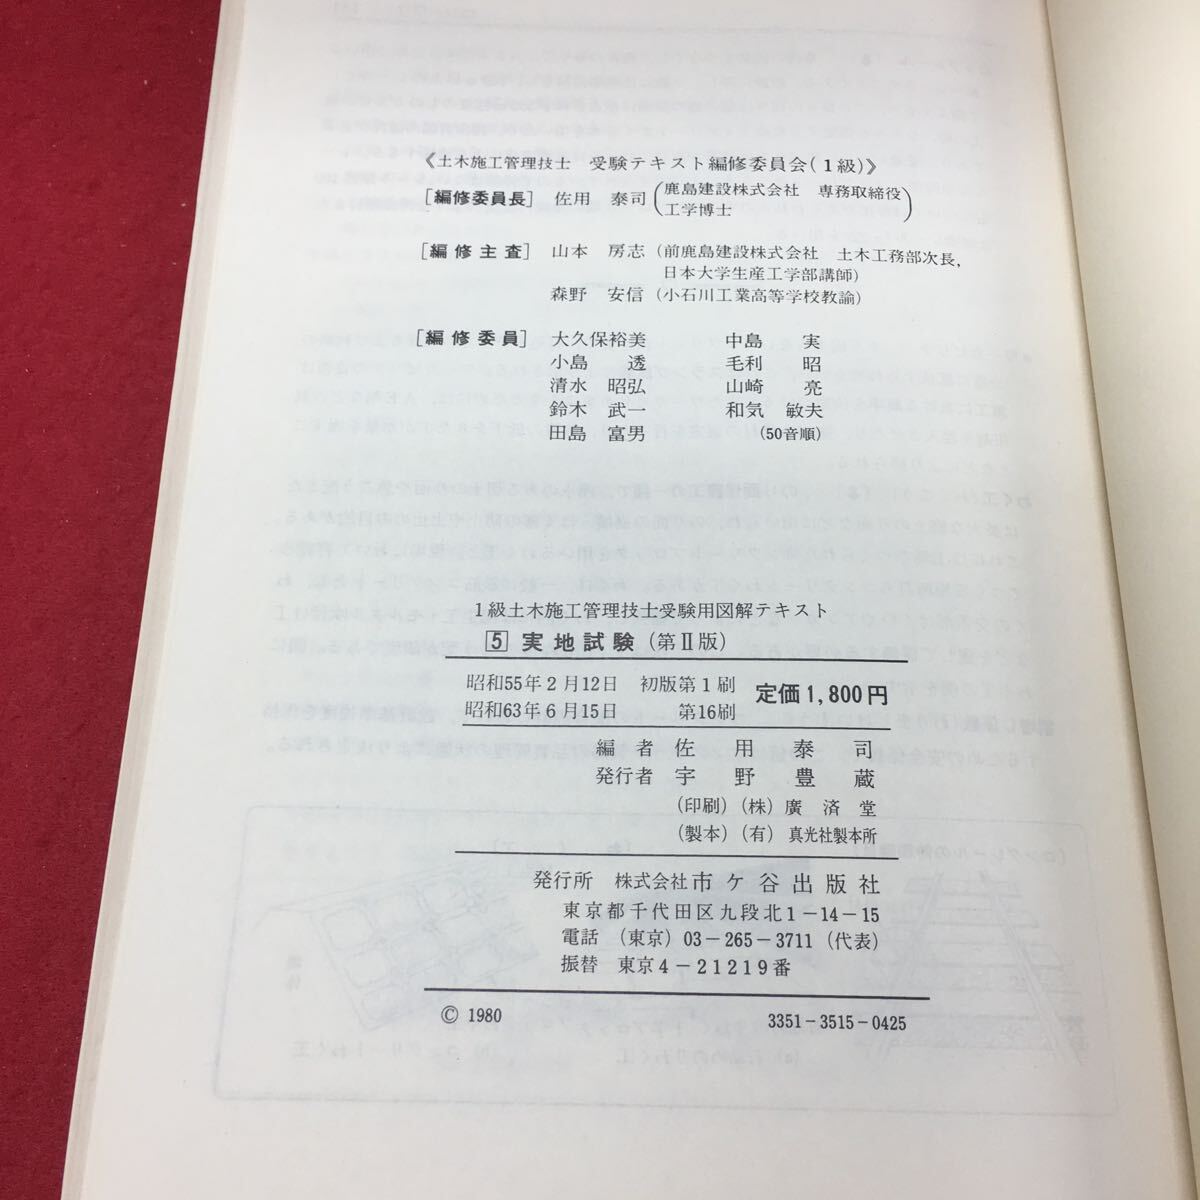 《土木施工管理技士　受験テキスト編修委員会(1級)》
[編修委員長]　佐用　泰司(鹿島建設株式会社　専務取締役
工学博士)
[編修主査]　山本　房志(前鹿島建設株式会社　土木工務部次長,
日本大学生産工学部講師)
森野　安信(小石川工業高等学校教諭)
[編修委員]　大久保裕美　中島　実
小島　透　毛利　昭
清水　昭弘　山崎　亮
鈴木　武一　和気　敏夫
田島　富男　(50音順)
1級土木施工管理技士受験用図解テキスト
5 実地試験(第Ⅱ版)
昭和55年2月12日　初版第1刷　定価1,800円
昭和63年6月15日　第16刷
編者　佐用泰司
発行者　宇野豊蔵
(印刷)(株)廣済堂
(製本)(有)真光社製本所
発行所　株式会社市ケ谷出版社
東京都千代田区九段北1－14－15
電話　(東京)03－265－3711(代表)
振替　東京4－21219番
© 1980　3351－3515－0425